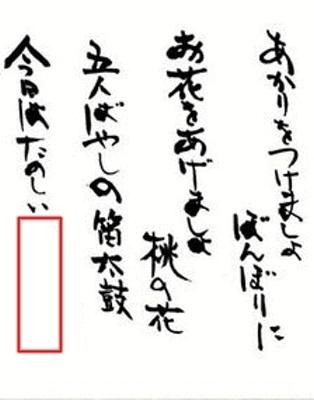 あかりをつけましょ
ぼんぼりに
お花をあげましょ
桃の花
五人ばやしの笛太鼓
今日はたのしい